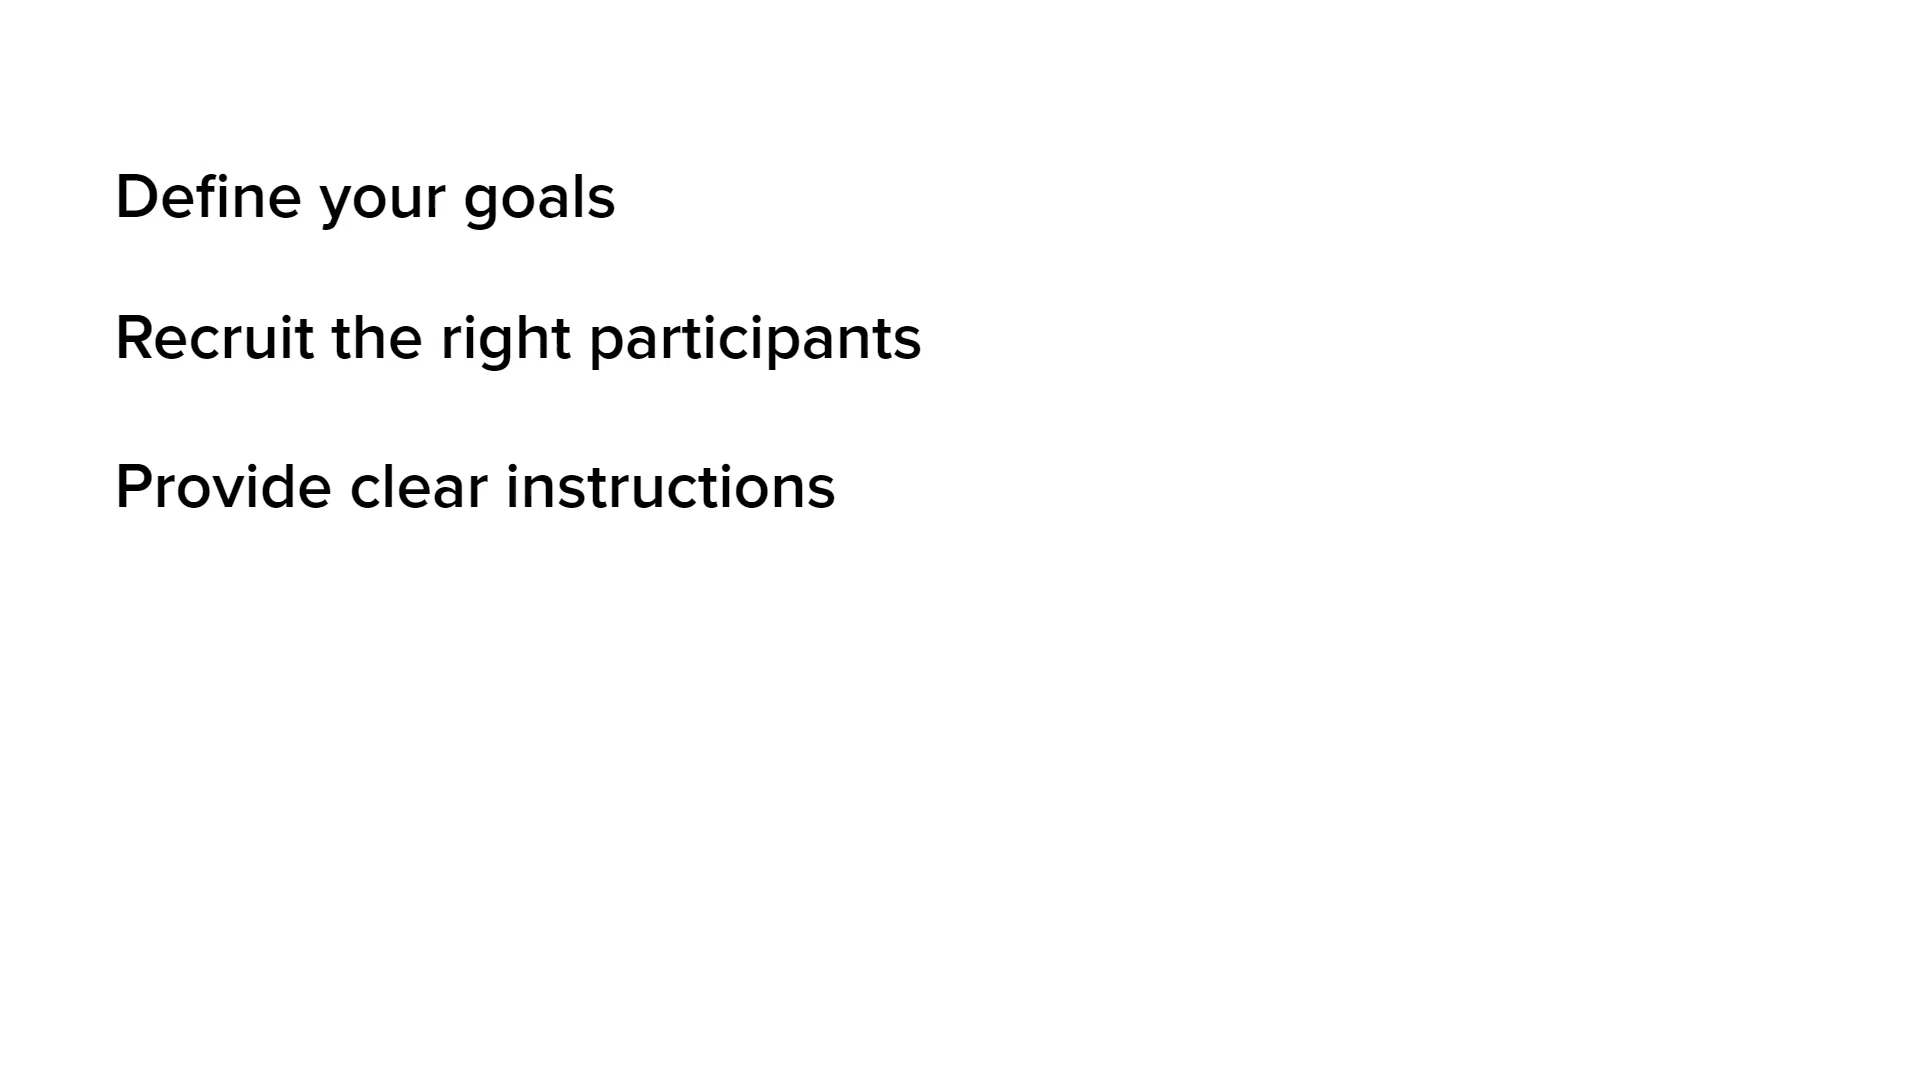 Define your goals
Recruit the right participants
Provide clear instructions